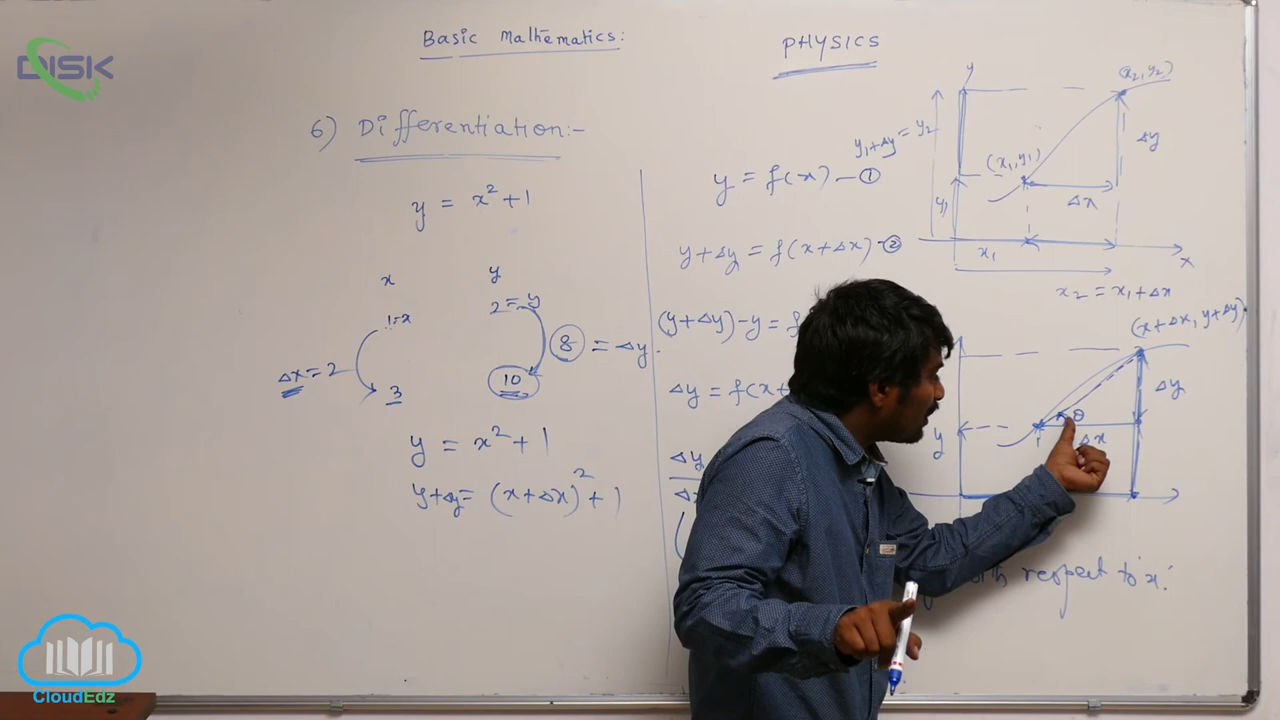 DISK
Basic Mathematics:
PHYSICS
6) Differentiation:-
y = x² + 1
x y
1=x 2=y
8 = Δy.
Δx = 2
3 10
y = x² + 1
y+Δy = (x+Δx)² + 1
y = f(x) — ①
y+Δy = f(x+Δx) — ②
(y+Δy) - y = f
Δy = f(x+
Δy
Δx
(
respect to 'x'.
y
(x₂, y₂)
y₁+Δy = y₂
(x₁, y₁)
Δy
y₁
Δx
x₁
x
x₂ = x₁ + Δx
(x+Δx, y+Δy)
Δy
θ
y
Δx
CloudEdz